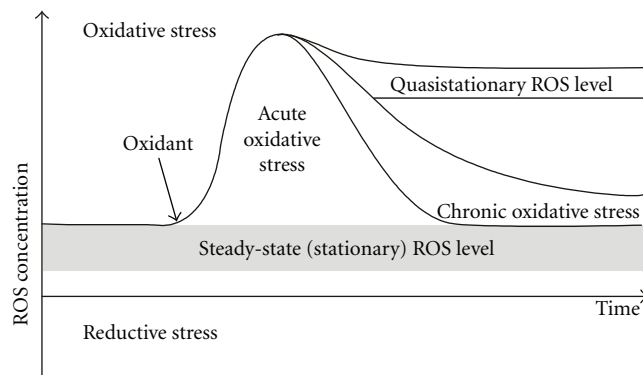 Oxidative stress
Quasistationary ROS level
Acute
oxidative
stress
Oxidant
Chronic oxidative stress
Steady-state (stationary) ROS level
ROS concentration
Time
Reductive stress